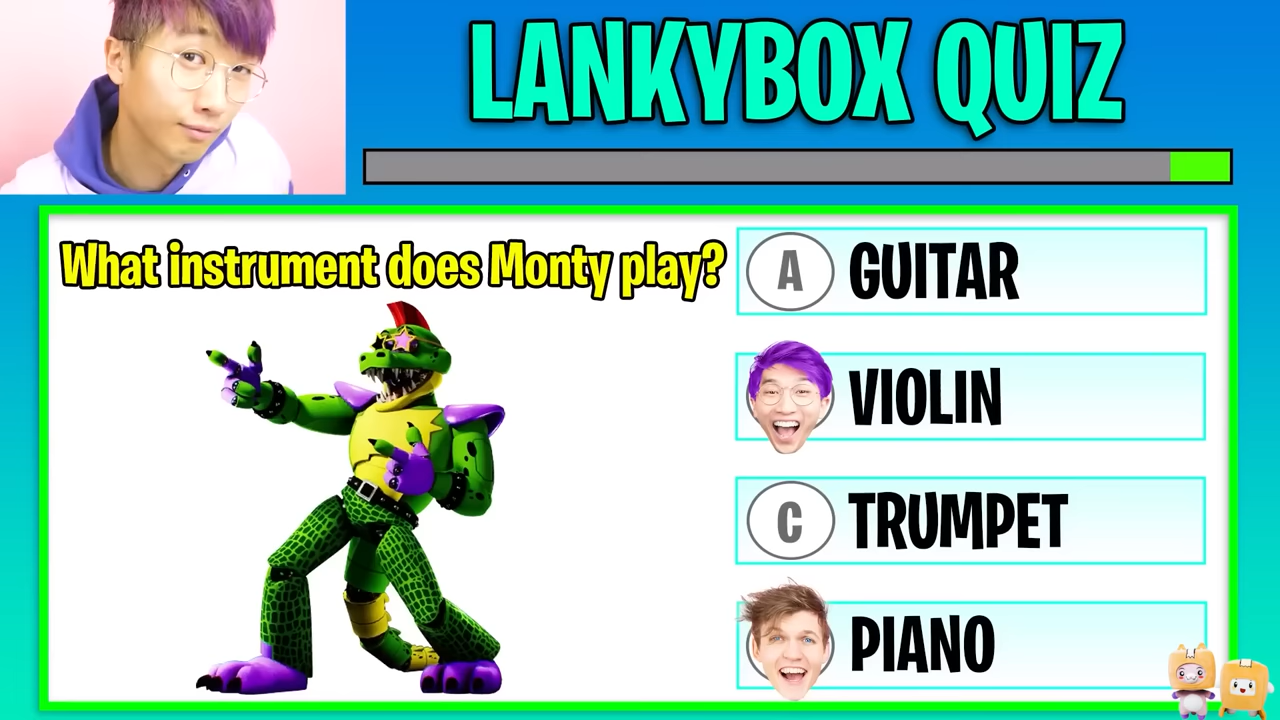 LANKYBOX QUIZ
What instrument does Monty play?
A GUITAR
VIOLIN
C TRUMPET
PIANO